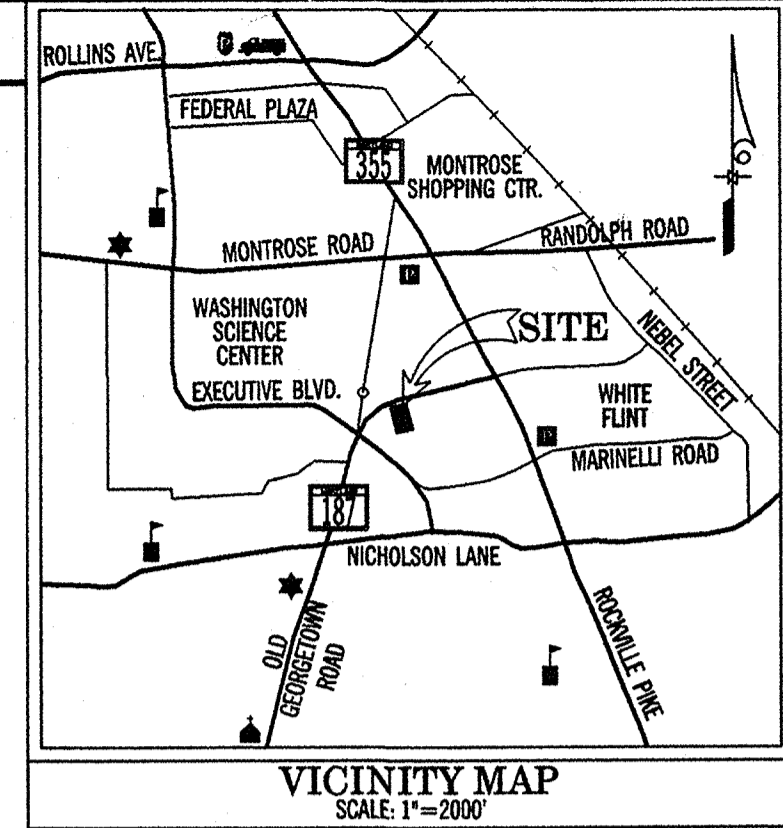 ROLLINS AVE.
FEDERAL PLAZA
355
MONTROSE
SHOPPING CTR.
MONTROSE ROAD
RANDOLPH ROAD
WASHINGTON
SCIENCE
CENTER
SITE
NEBEL STREET
EXECUTIVE BLVD.
WHITE
FLINT
MARINELLI ROAD
187
NICHOLSON LANE
OLD
GEORGETOWN
ROAD
ROCKVILLE PIKE
VICINITY MAP
SCALE: 1"=2000'